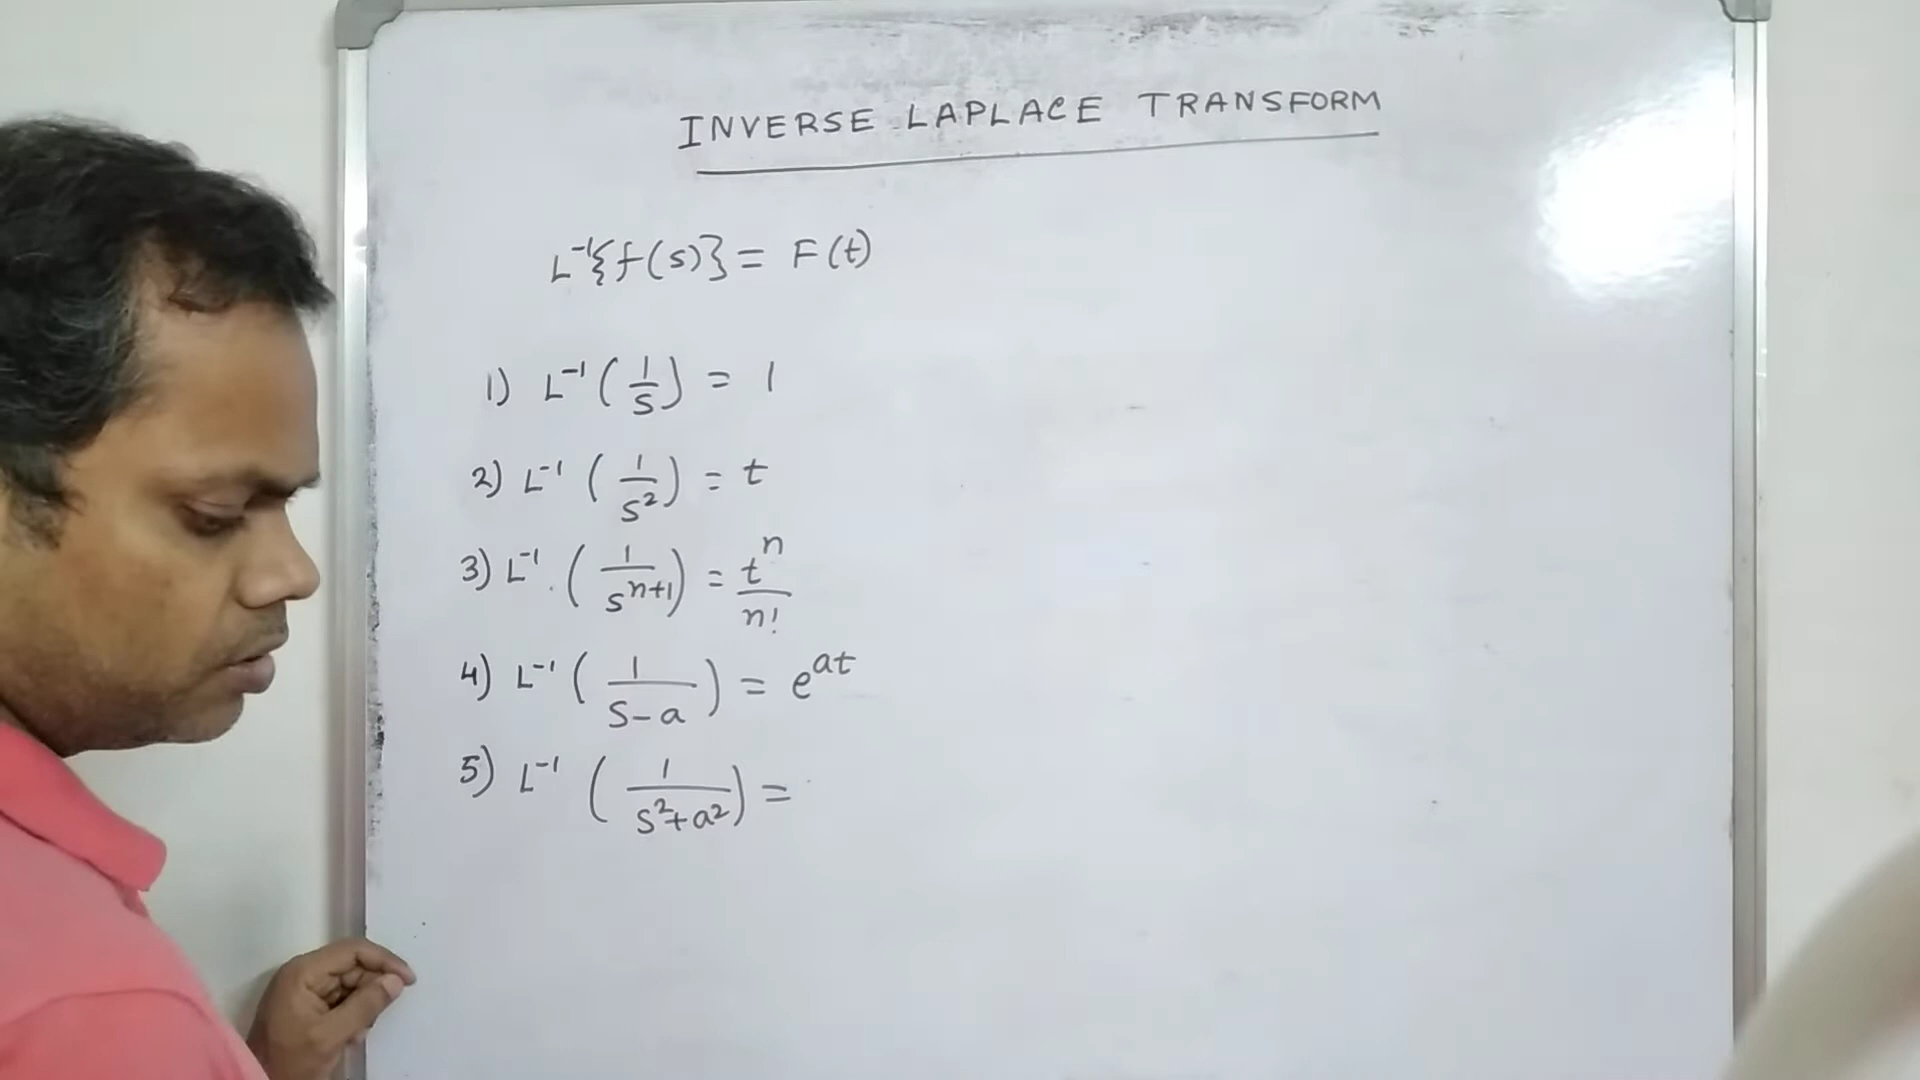 INVERSE LAPLACE TRANSFORM
L⁻¹{f(s)} = F(t)
1) L⁻¹(1/s) = 1
2) L⁻¹(1/s²) = t
3) L⁻¹.(1/sⁿ⁺¹) = tⁿ/n!
4) L⁻¹(1/(s-a)) = e^at
5) L⁻¹(1/(s²+a²)) =